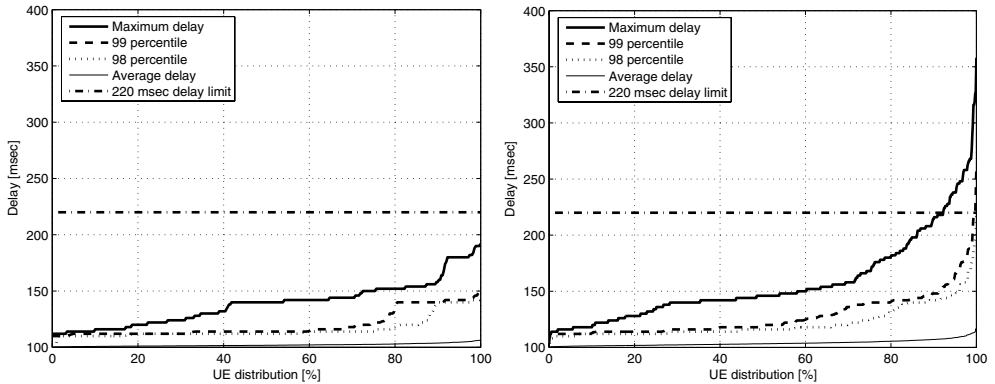 400
350
300
250
200
150
100
Delay [msec]
Maximum delay
99 percentile
98 percentile
Average delay
220 msec delay limit
0 20 40 60 80 100
UE distribution [%]
400
350
300
250
200
150
100
Delay [msec]
Maximum delay
99 percentile
98 percentile
Average delay
220 msec delay limit
0 20 40 60 80 100
UE distribution [%]